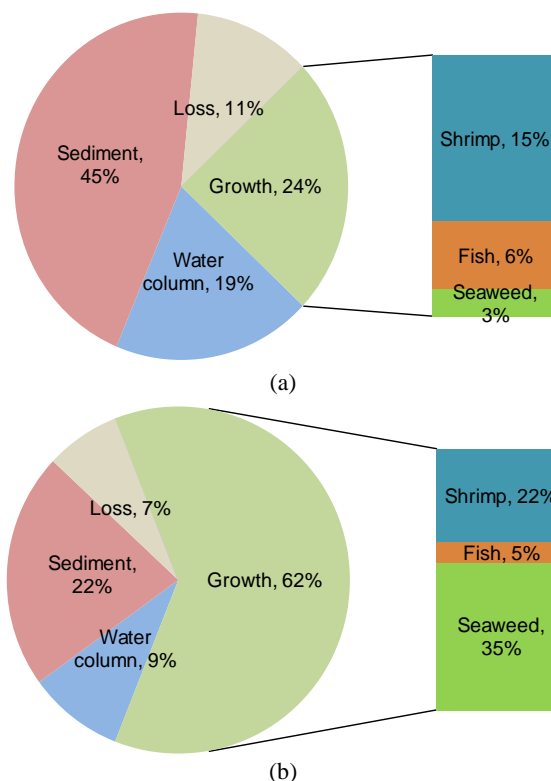 Loss, 11%
Sediment,
45%
Growth, 24%
Water
column, 19%
Shrimp, 15%
Fish, 6%
Seaweed,
3%
(a)
Loss, 7%
Sediment,
22%
Growth, 62%
Water
column, 9%
Shrimp, 22%
Fish, 5%
Seaweed,
35%
(b)